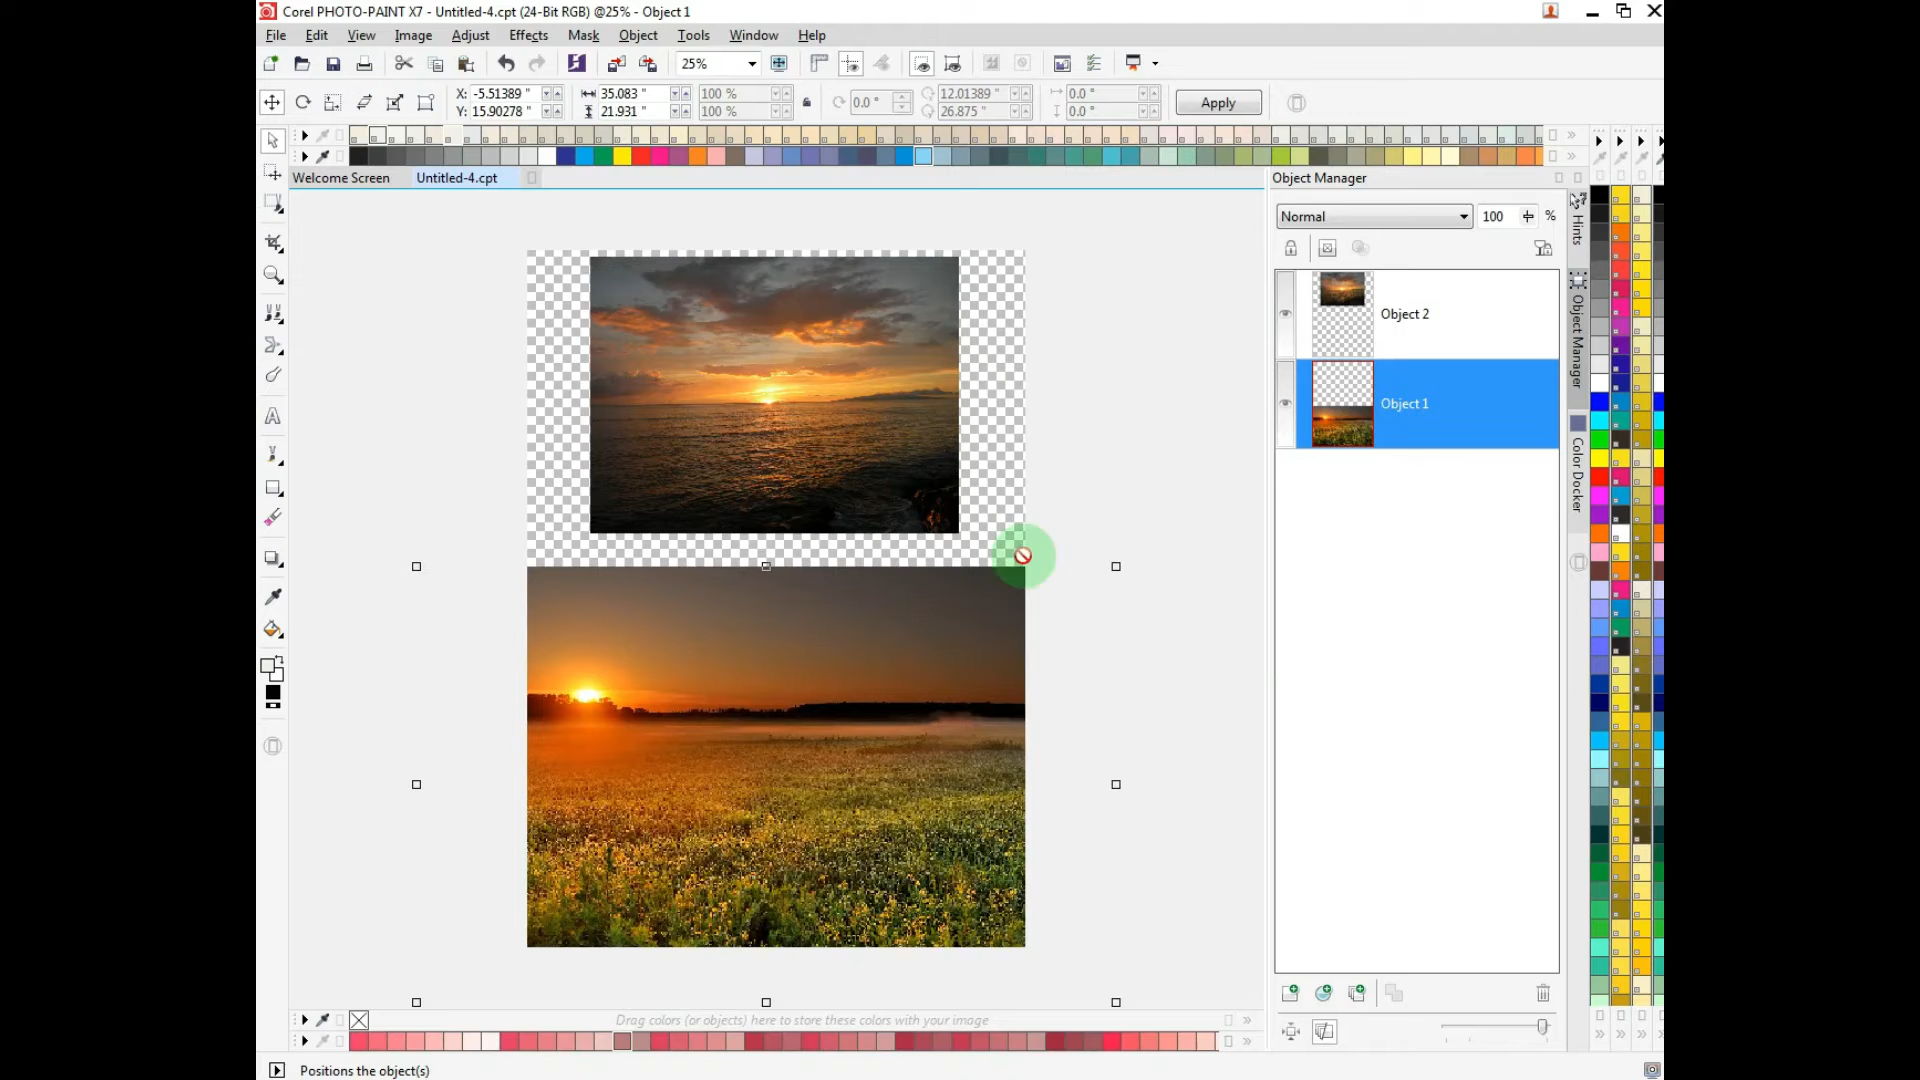 Corel PHOTO-PAINT X7 - Untitled-4.cpt (24-Bit RGB) @25% - Object 1
File Edit View Image Adjust Effects Mask Object Tools Window Help
25%
X: -5.51389 " 35.083 " 100 % 0.0 ° 12.01389 " 0.0 ° Apply
Y: 15.90278 " 21.931 " 100 % 26.875 " 0.0 °
Welcome Screen Untitled-4.cpt Object Manager
Normal 100 %
Hints
Object 2
Object Manager
Object 1
Color Docker
Drag colors (or objects) here to store these colors with your image
Positions the object(s)